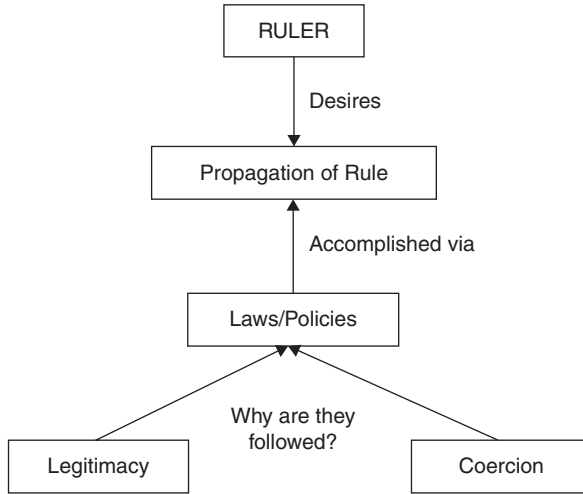 RULER
Desires
Propagation of Rule
Accomplished via
Laws/Policies
Why are they
followed?
Legitimacy
Coercion